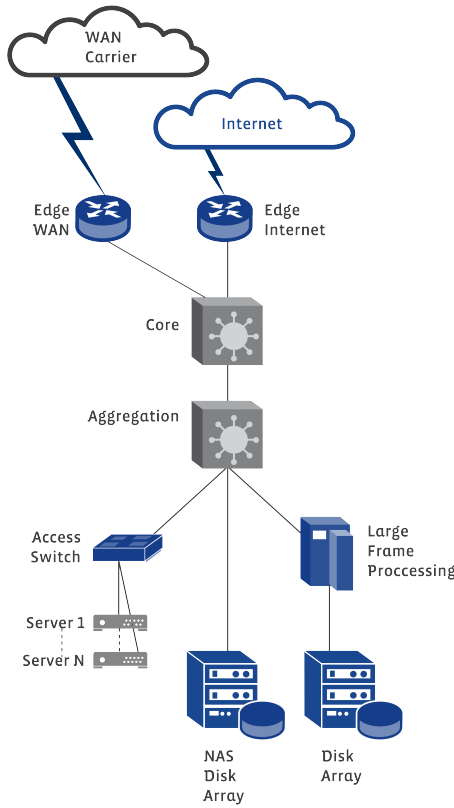 WAN
Carrier
Internet
Edge
WAN
Edge
Internet
Core
Aggregation
Access
Switch
Large
Frame
Proccessing
Server 1
Server N
NAS
Disk
Array
Disk
Array